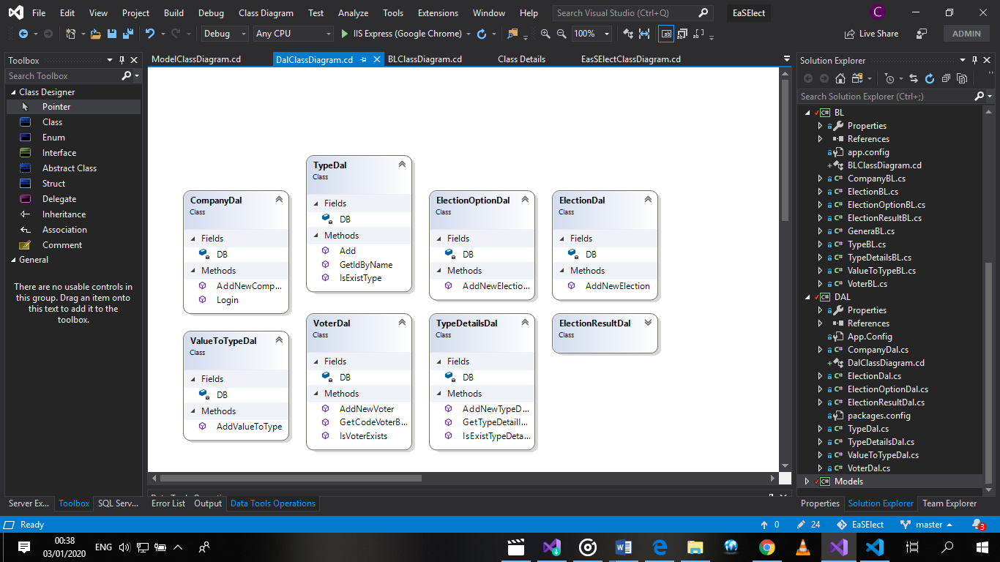 File Edit View Project Build Debug Class Diagram Test Analyze Tools Extensions Window Help Search Visual Studio (Ctrl+Q) EaSElect C
Debug Any CPU IIS Express (Google Chrome) 100% Live Share ADMIN
Toolbox
Search Toolbox
Class Designer
Pointer
Class
Enum
Interface
Abstract Class
Struct
Delegate
Inheritance
Association
Comment
General
There are no usable controls in
this group. Drag an item onto
this text to add it to the
toolbox.
Server Ex... Toolbox SQL Serv...
ModelClassDiagram.cd DalClassDiagram.cd BLClassDiagram.cd Class Details EasSElectClassDiagram.cd
CompanyDal
Class
Fields
DB
Methods
AddNewComp...
Login
TypeDal
Class
Fields
DB
Methods
Add
GetIdByName
IsExistType
ElectionOptionDal
Class
Fields
DB
Methods
AddNewElectio...
ElectionDal
Class
Fields
DB
Methods
AddNewElection
ValueToTypeDal
Class
Fields
DB
Methods
AddValueToType
VoterDal
Class
Fields
DB
Methods
AddNewVoter
GetCodeVoterB...
IsVoterExists
TypeDetailsDal
Class
Fields
DB
Methods
AddNewTypeD...
GetTypeDetailI...
IsExistTypeDeta...
ElectionResultDal
Class
Error List Output Data Tools Operations
Solution Explorer
Search Solution Explorer (Ctrl+;)
C# BL
Properties
References
app.config
BLClassDiagram.cd
C# CompanyBL.cs
C# ElectionBL.cs
C# ElectionOptionBL.cs
C# ElectionResultBL.cs
C# GeneraBL.cs
C# TypeBL.cs
C# TypeDetailsBL.cs
C# ValueToTypeBL.cs
C# VoterBL.cs
C# DAL
Properties
References
App.Config
C# CompanyDal.cs
DalClassDiagram.cd
C# ElectionDal.cs
C# ElectionOptionDal.cs
C# ElectionResultDal.cs
packages.config
C# TypeDal.cs
C# TypeDetailsDal.cs
C# ValueToTypeDal.cs
C# VoterDal.cs
C# Models
Properties Solution Explorer Team Explorer
Ready 0 24 EaSElect master 3
00:38
03/01/2020
ENG